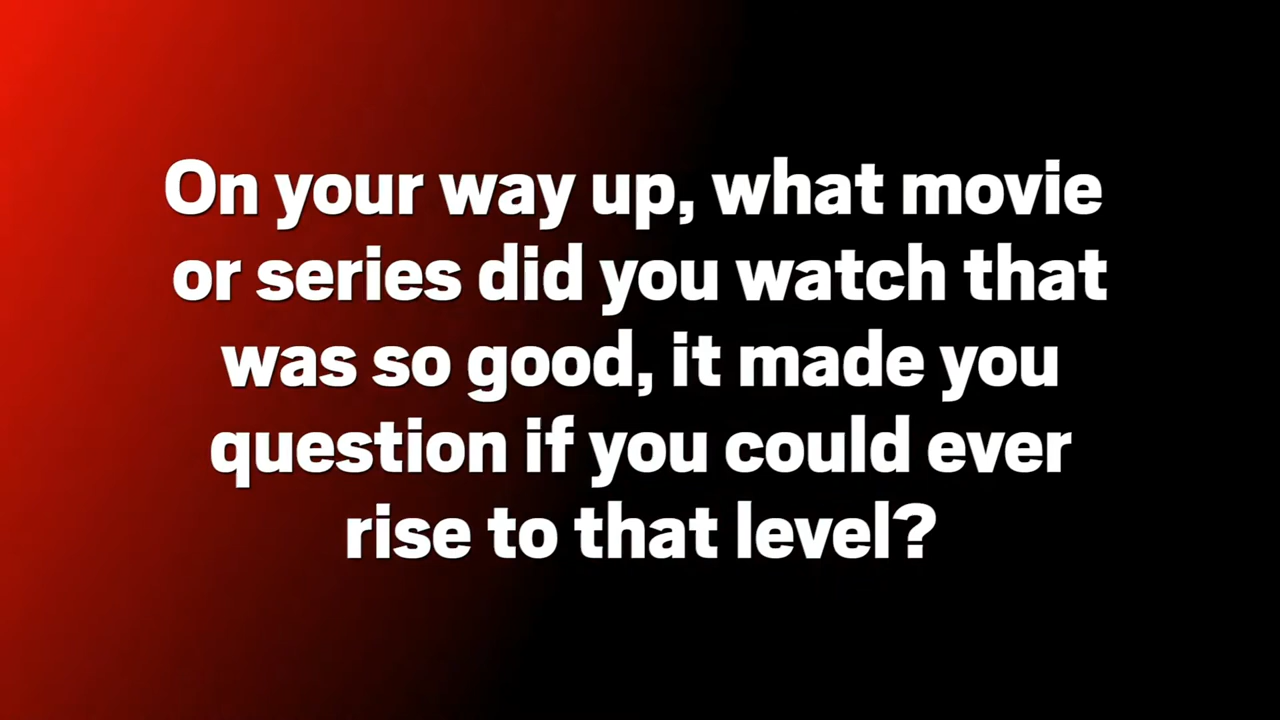 On your way up, what movie
or series did you watch that
was so good, it made you
question if you could ever
rise to that level?